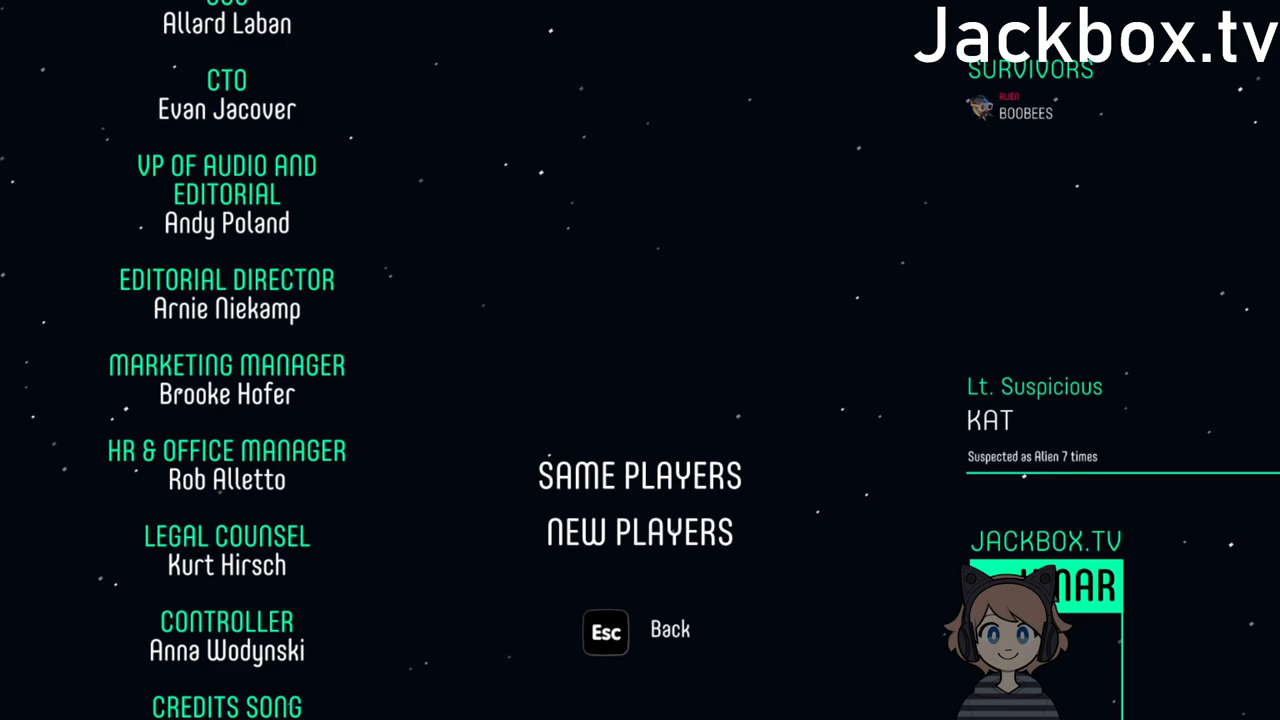 Allard Laban
CTO
Evan Jacover
VP OF AUDIO AND
EDITORIAL
Andy Poland
EDITORIAL DIRECTOR
Arnie Niekamp
MARKETING MANAGER
Brooke Hofer
HR & OFFICE MANAGER
Rob Alletto
LEGAL COUNSEL
Kurt Hirsch
CONTROLLER
Anna Wodynski
CREDITS SONG
SAME PLAYERS
NEW PLAYERS
Esc Back
Jackbox.tv
SURVIVORS
ALIEN
BOOBEES
Lt. Suspicious
KAT
Suspected as Alien 7 times
JACKBOX.TV